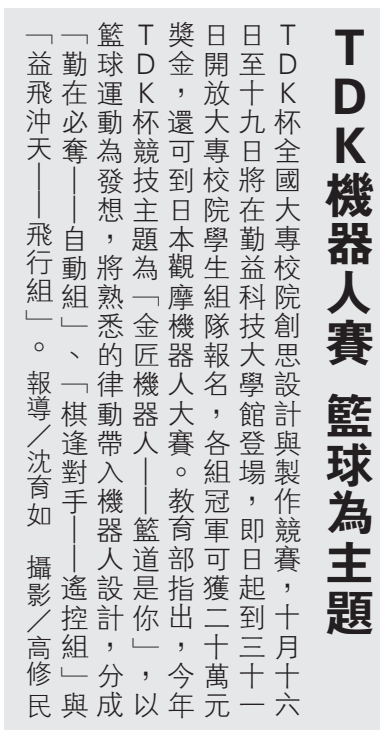 TDK機器人賽 籃球為主題
TDK杯全國大專校院創思設計與製作競賽，十月十六
日至十九日將在勤益科技大學館登場，即日起到三十一
日開放大專校院學生組隊報名，各組冠軍可獲二十萬元
獎金，還可到日本觀摩機器人大賽。教育部指出，今年
TDK杯競技主題為「金匠機器人——籃道是你」，以
籃球運動為發想，將熟悉的律動帶入機器人設計，分成
「勤在必奪——自動組」、「棋逢對手——遙控組」與
「益飛沖天——飛行組」。報導／沈育如　攝影／高修民